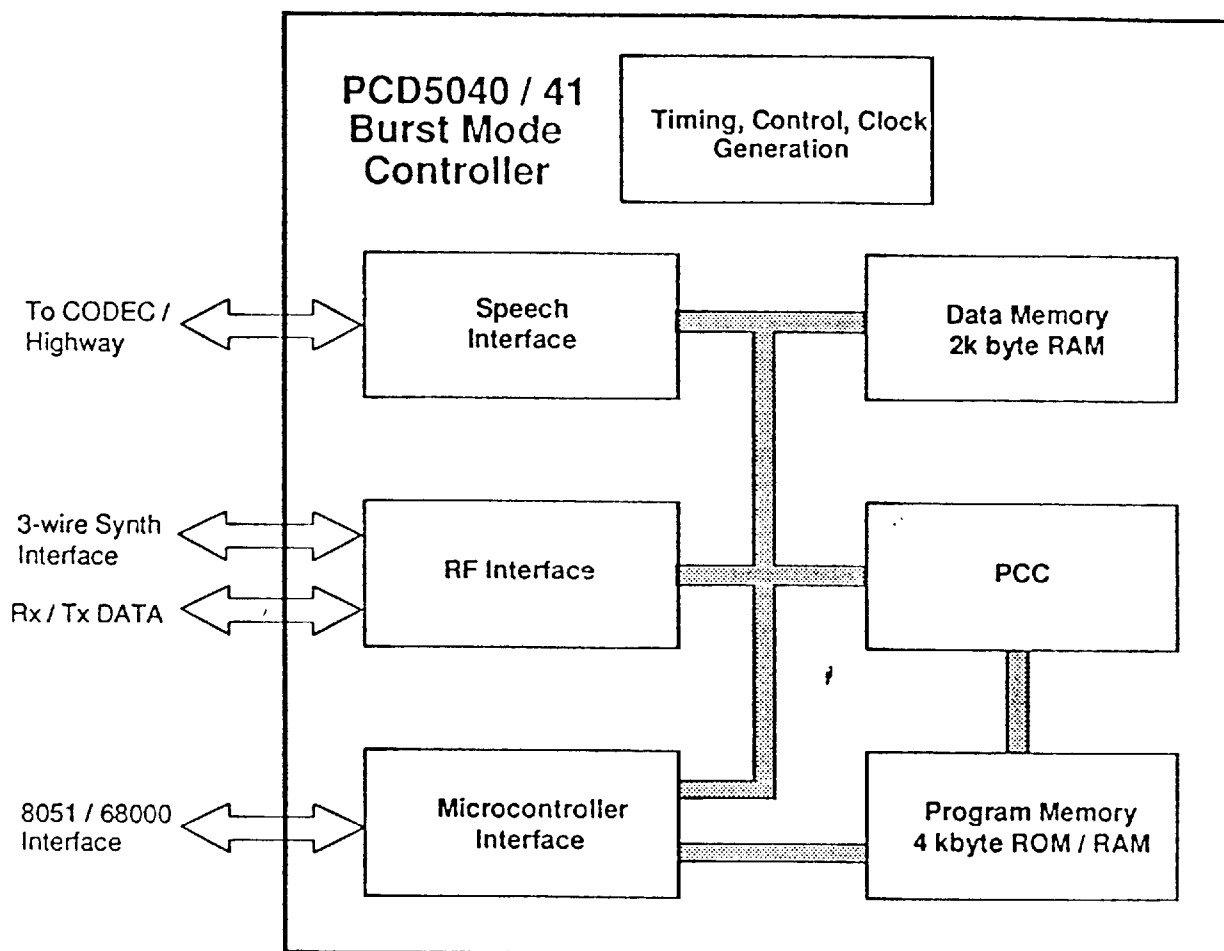 PCD5040 / 41
Burst Mode
Controller
Timing, Control, Clock
Generation
To CODEC /
Highway
Speech
Interface
Data Memory
2k byte RAM
3-wire Synth
Interface
Rx / Tx DATA
RF Interface
PCC
8051 / 68000
Interface
Microcontroller
Interface
Program Memory
4 kbyte ROM / RAM